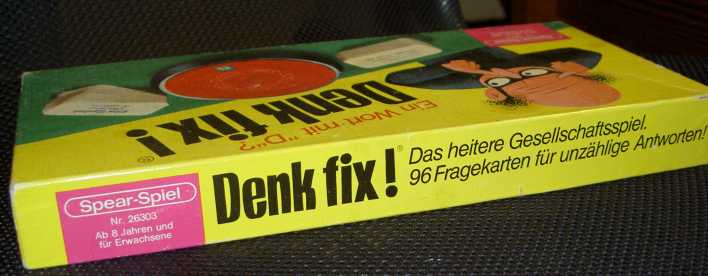 Ein Wort mit "D"?
Denk fix!®
Spear-Spiel
Nr. 26303
Ab 8 Jahren und
für Erwachsene
Denk fix!®
Das heitere Gesellschaftsspiel.
96 Fragekarten für unzählige Antworten!